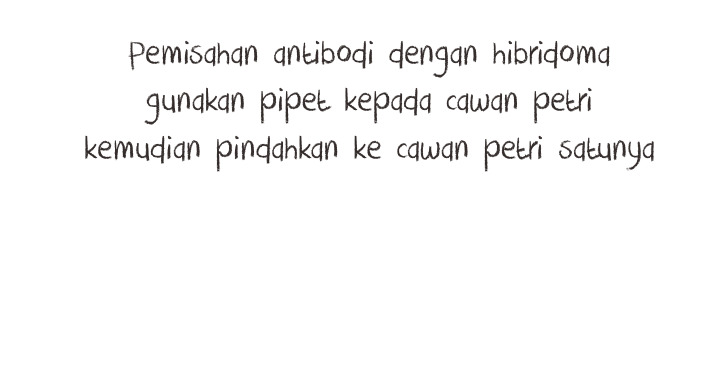 Pemisahan antibodi dengan hibridoma
gunakan pipet kepada cawan petri
kemudian pindahkan ke cawan petri satunya